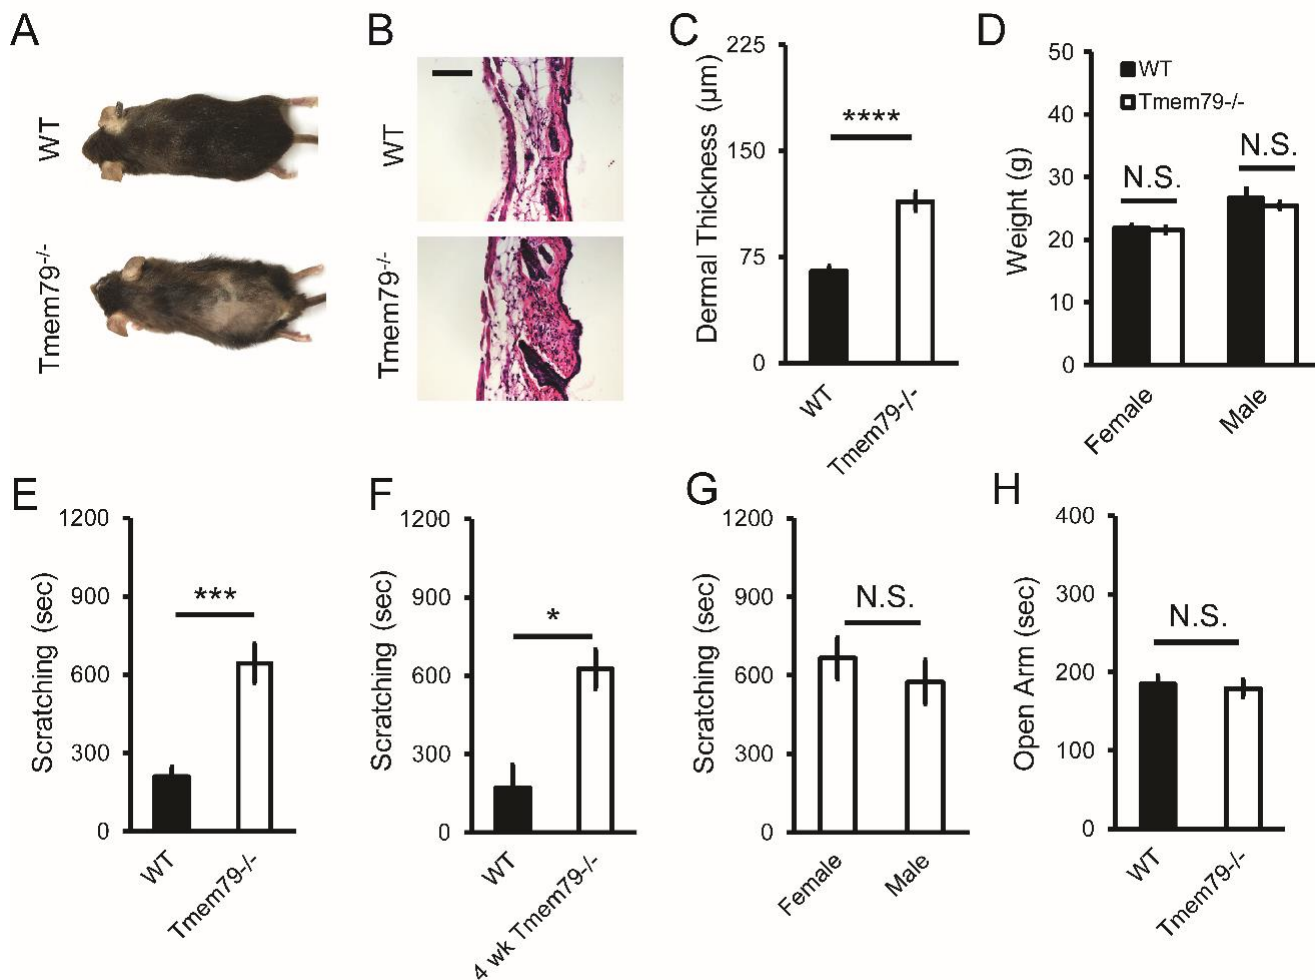 A
WT
Tmem79-/-
B
WT
Tmem79-/-
C
Dermal Thickness (µm)
225
150
75
0
****
WT
Tmem79-/-
D
Weight (g)
50
40
30
20
10
0
WT
Tmem79-/-
N.S.
N.S.
Female
Male
E
Scratching (sec)
1200
900
600
300
0
***
WT
Tmem79-/-
F
Scratching (sec)
1200
900
600
300
0
*
WT
4 wk Tmem79-/-
G
Scratching (sec)
1200
900
600
300
0
N.S.
Female
Male
H
Open Arm (sec)
400
300
200
100
0
N.S.
WT
Tmem79-/-